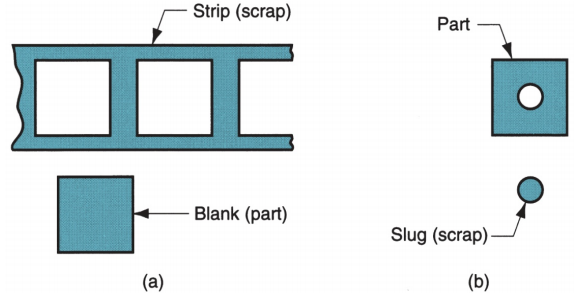 Strip (scrap)
Part
Blank (part)
Slug (scrap)
(a)
(b)